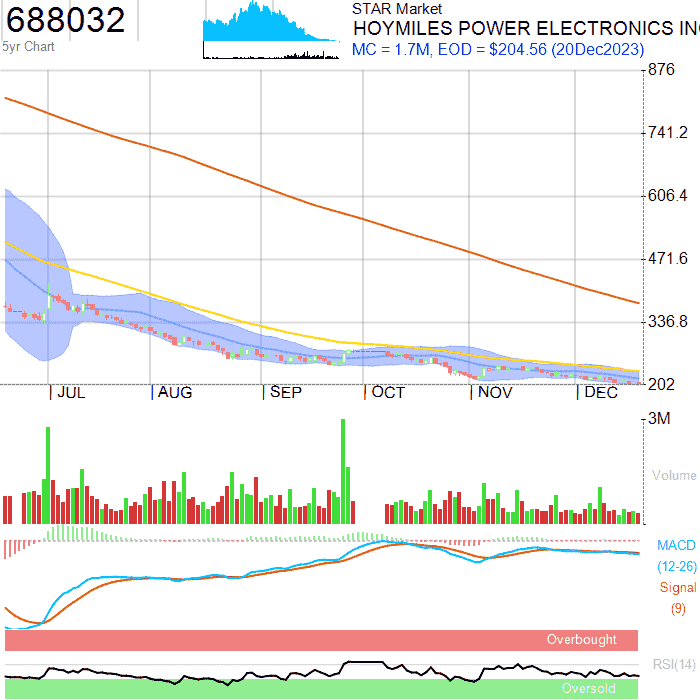 688032
5yr Chart
STAR Market
HOYMILES POWER ELECTRONICS IN
MC = 1.7M, EOD = $204.56 (20Dec2023)
876
741.2
606.4
471.6
336.8
202
JUL
AUG
SEP
OCT
NOV
DEC
3M
Volume
MACD
(12-26)
Signal
(9)
Overbought
RSI(14)
Oversold